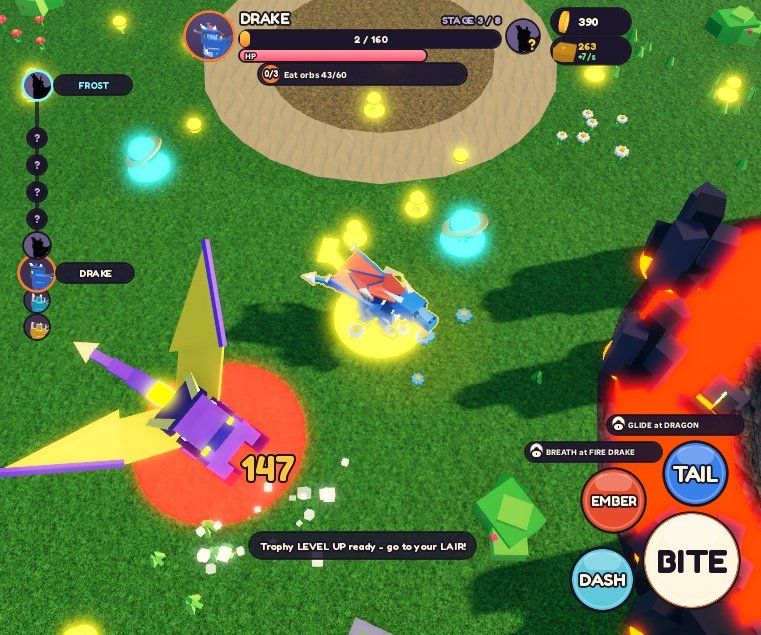 DRAKE
STAGE 3 / 8
390
2 / 160
263
+7/s
HP
0/3 Eat orbs 43/60
?
FROST
?
?
?
?
DRAKE
147
GLIDE at DRAGON
BREATH at FIRE DRAKE
TAIL
EMBER
Trophy LEVEL UP ready - go to your LAIR!
BITE
DASH